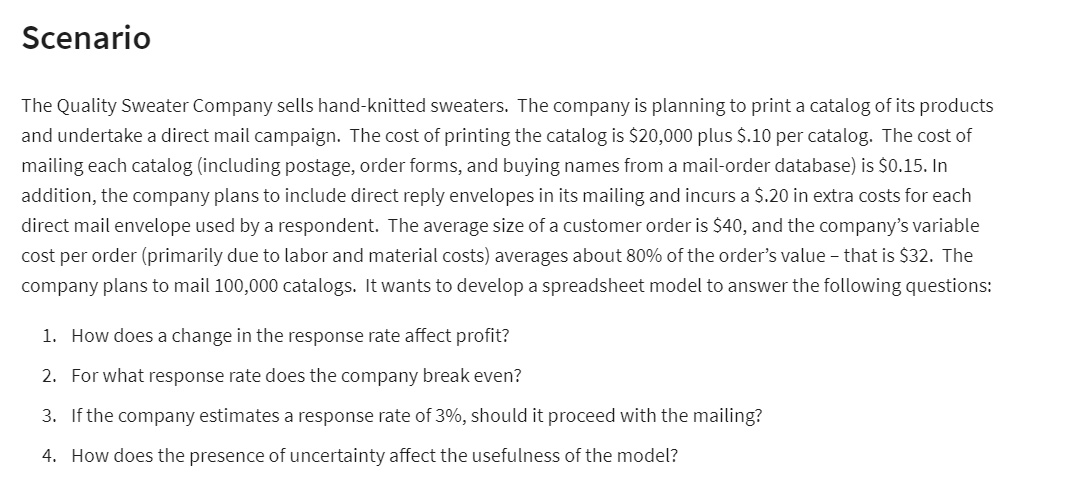 Scenario
The Quality Sweater Company sells hand-knitted sweaters.  The company is planning to print a catalog of its products
and undertake a direct mail campaign.  The cost of printing the catalog is $20,000 plus $.10 per catalog.  The cost of
mailing each catalog (including postage, order forms, and buying names from a mail-order database) is $0.15. In
addition, the company plans to include direct reply envelopes in its mailing and incurs a $.20 in extra costs for each
direct mail envelope used by a respondent.  The average size of a customer order is $40, and the company’s variable
cost per order (primarily due to labor and material costs) averages about 80% of the order’s value – that is $32.  The
company plans to mail 100,000 catalogs.  It wants to develop a spreadsheet model to answer the following questions:
1. How does a change in the response rate affect profit?
2. For what response rate does the company break even?
3. If the company estimates a response rate of 3%, should it proceed with the mailing?
4. How does the presence of uncertainty affect the usefulness of the model?